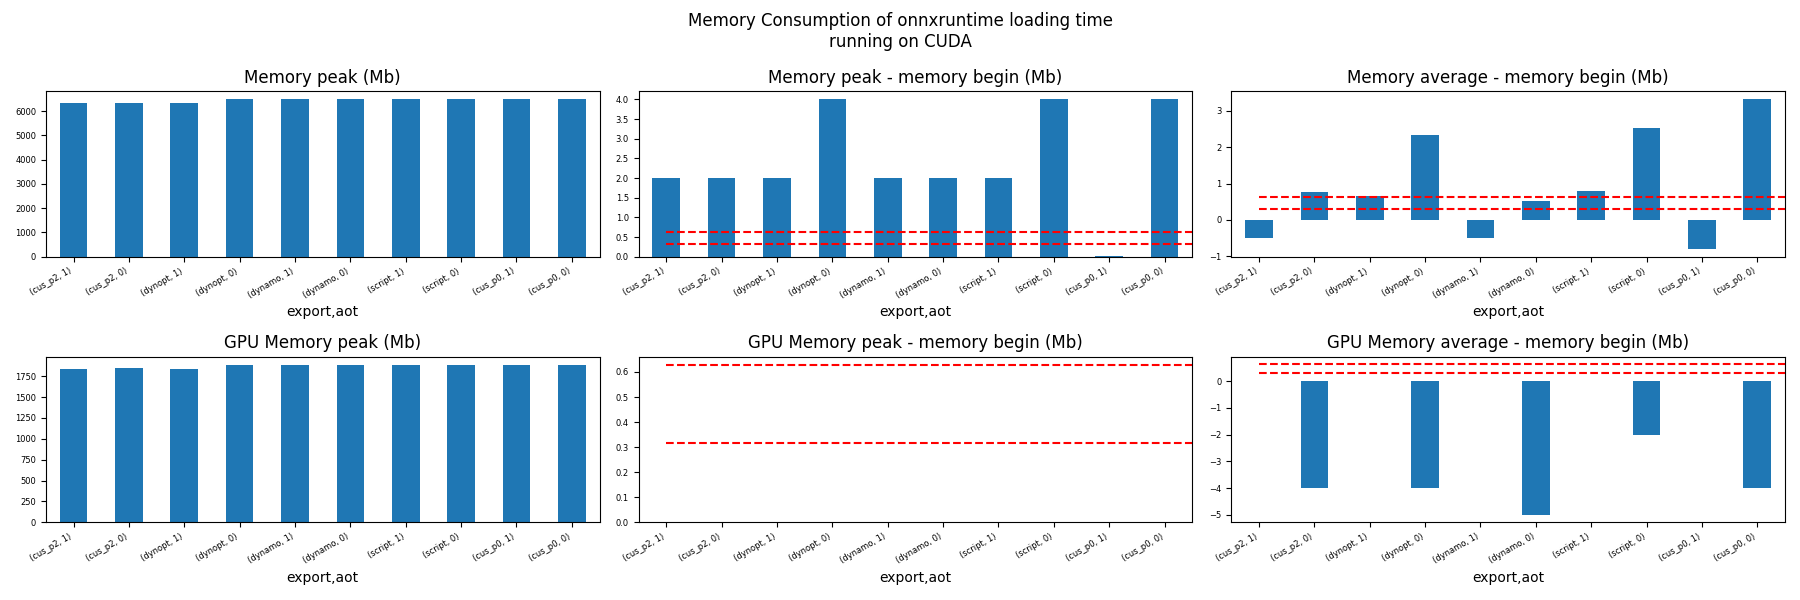 Memory Consumption of onnxruntime loading time
running on CUDA
Memory peak (Mb)
6000
5000
4000
3000
2000
1000
0
(cus_p2, 1)
(cus_p2, 0)
(dynopt, 1)
(dynopt, 0)
(dynamo, 1)
(dynamo, 0)
(script, 1)
(script, 0)
(cus_p0, 1)
(cus_p0, 0)
export,aot
Memory peak - memory begin (Mb)
4.0
3.5
3.0
2.5
2.0
1.5
1.0
0.5
0.0
(cus_p2, 1)
(cus_p2, 0)
(dynopt, 1)
(dynopt, 0)
(dynamo, 1)
(dynamo, 0)
(script, 1)
(script, 0)
(cus_p0, 1)
(cus_p0, 0)
export,aot
Memory average - memory begin (Mb)
3
2
1
0
−1
(cus_p2, 1)
(cus_p2, 0)
(dynopt, 1)
(dynopt, 0)
(dynamo, 1)
(dynamo, 0)
(script, 1)
(script, 0)
(cus_p0, 1)
(cus_p0, 0)
export,aot
GPU Memory peak (Mb)
1750
1500
1250
1000
750
500
250
0
(cus_p2, 1)
(cus_p2, 0)
(dynopt, 1)
(dynopt, 0)
(dynamo, 1)
(dynamo, 0)
(script, 1)
(script, 0)
(cus_p0, 1)
(cus_p0, 0)
export,aot
GPU Memory peak - memory begin (Mb)
0.6
0.5
0.4
0.3
0.2
0.1
0.0
(cus_p2, 1)
(cus_p2, 0)
(dynopt, 1)
(dynopt, 0)
(dynamo, 1)
(dynamo, 0)
(script, 1)
(script, 0)
(cus_p0, 1)
(cus_p0, 0)
export,aot
GPU Memory average - memory begin (Mb)
0
−1
−2
−3
−4
−5
(cus_p2, 1)
(cus_p2, 0)
(dynopt, 1)
(dynopt, 0)
(dynamo, 1)
(dynamo, 0)
(script, 1)
(script, 0)
(cus_p0, 1)
(cus_p0, 0)
export,aot